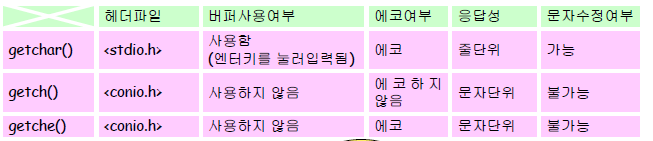 헤더파일 버퍼사용여부 에코여부 응답성 문자수정여부
getchar() <stdio.h> 사용함 에코 줄단위 가능
(엔터키를 눌러입력됨)
getch() <conio.h> 사용하지 않음 에 코 하 지 문자단위 불가능
않음
getche() <conio.h> 사용하지 않음 에코 문자단위 불가능